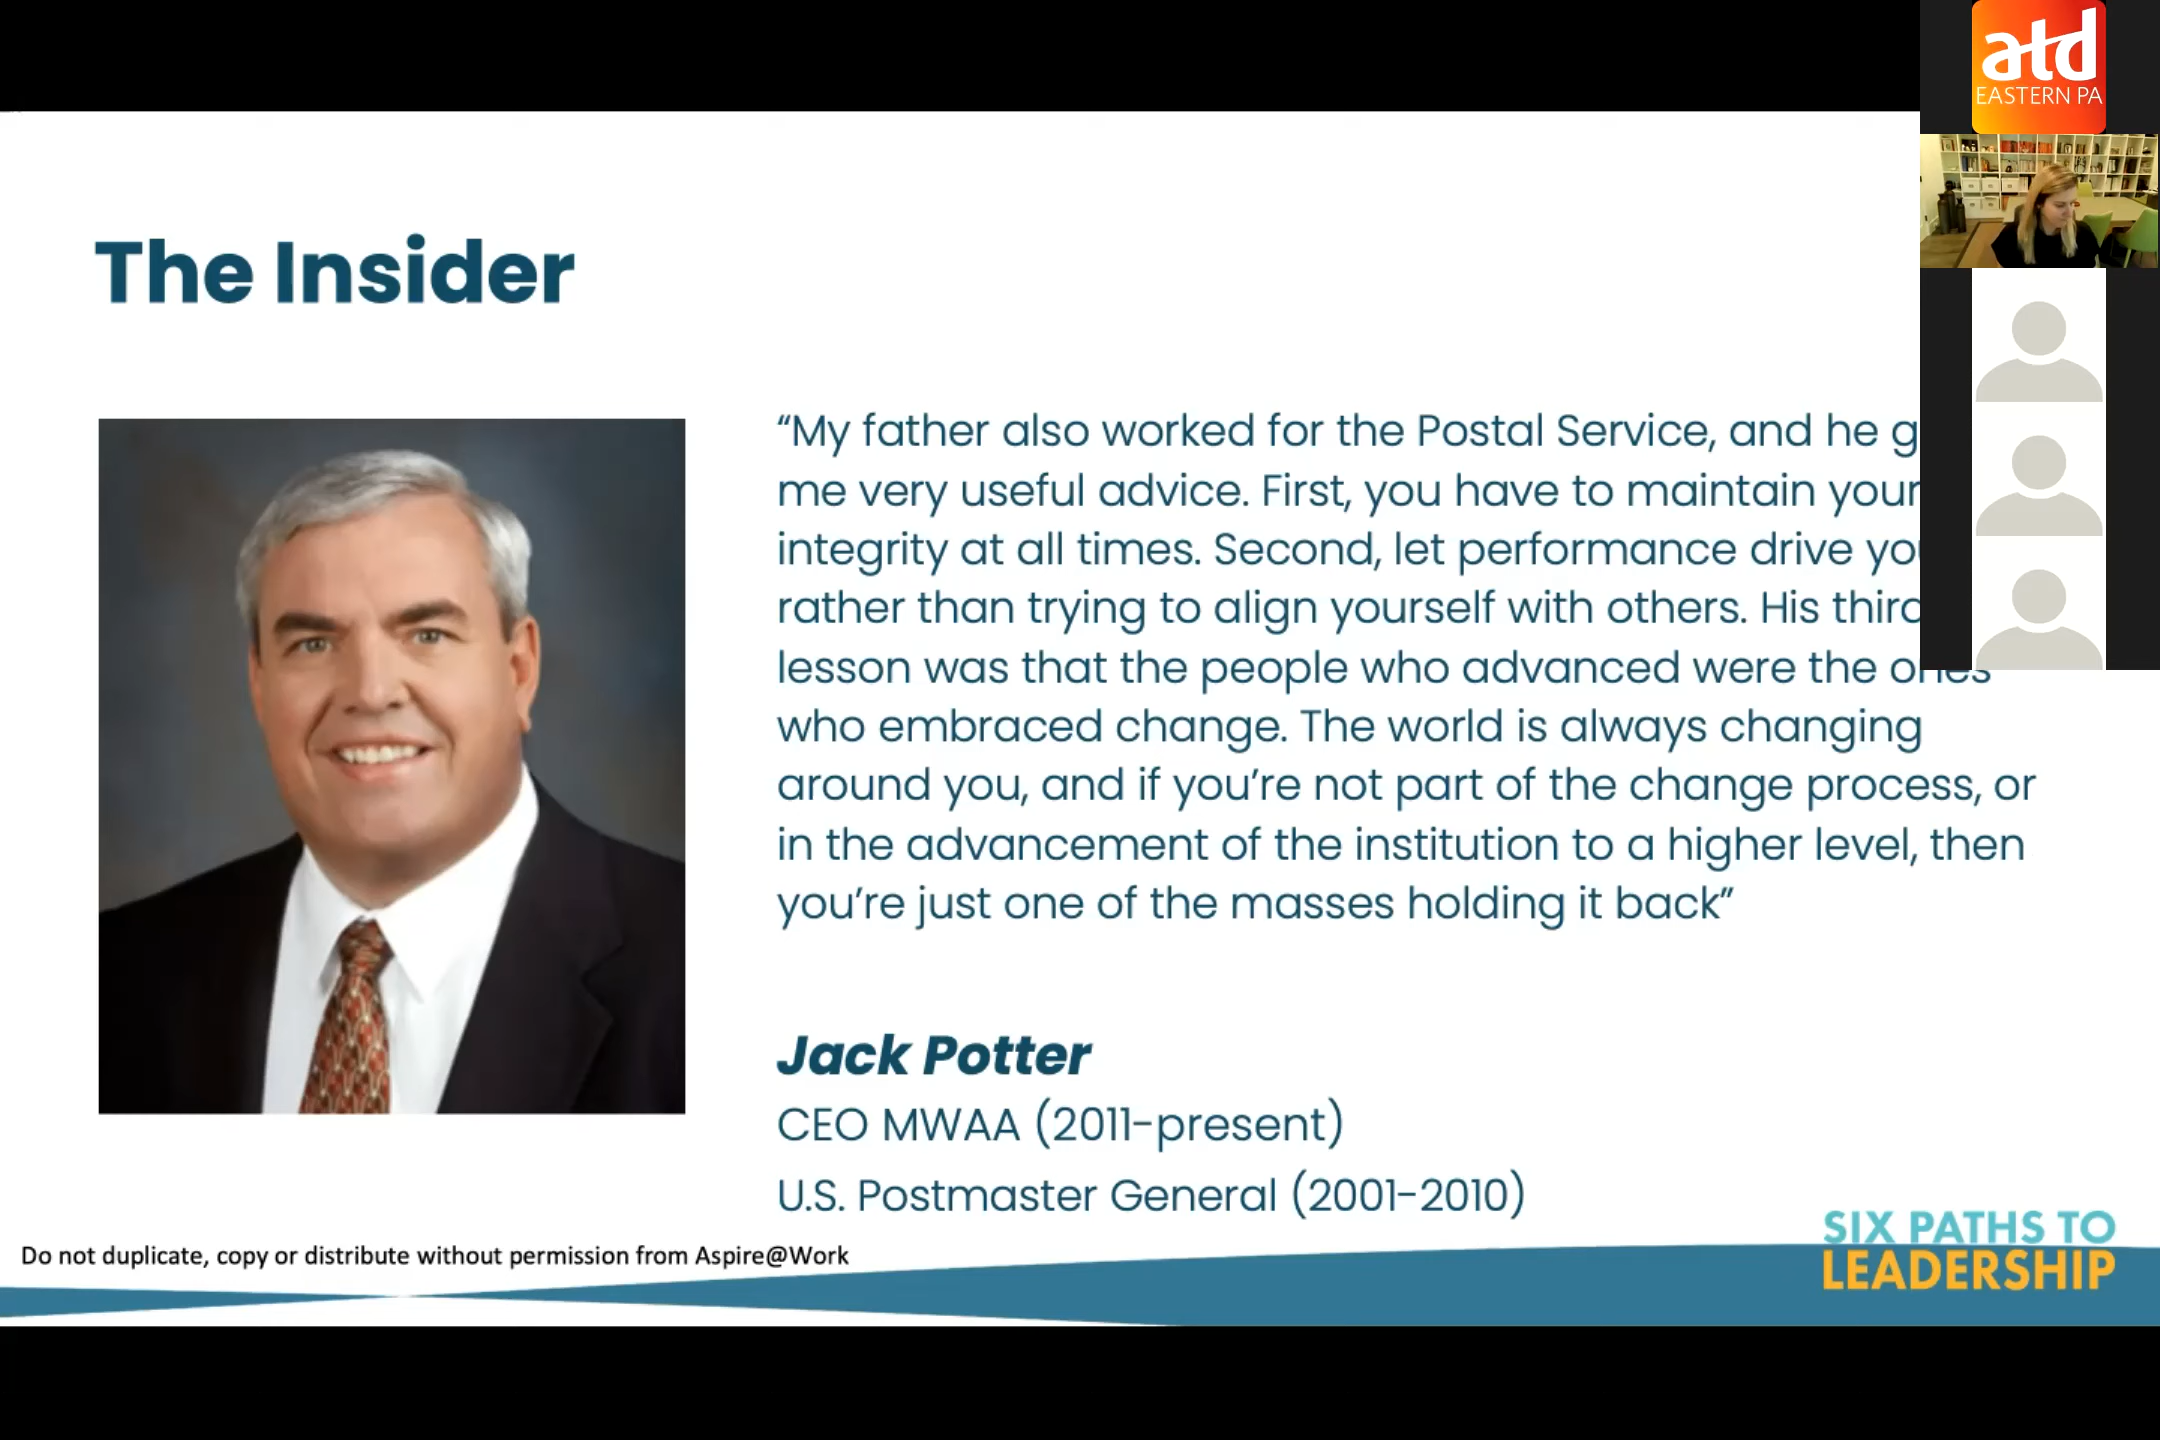 atd
EASTERN PA
The Insider
“My father also worked for the Postal Service, and he
me very useful advice. First, you have to maintain your
integrity at all times. Second, let performance drive
rather than trying to align yourself with others. His
lesson was that the people who advanced were the ones
who embraced change. The world is always changing
around you, and if you’re not part of the change process, or
in the advancement of the institution to a higher level, then
you’re just one of the masses holding it back”
Jack Potter
CEO MWAA (2011-present)
U.S. Postmaster General (2001-2010)
Do not duplicate, copy or distribute without permission from Aspire@Work
SIX PATHS TO
LEADERSHIP